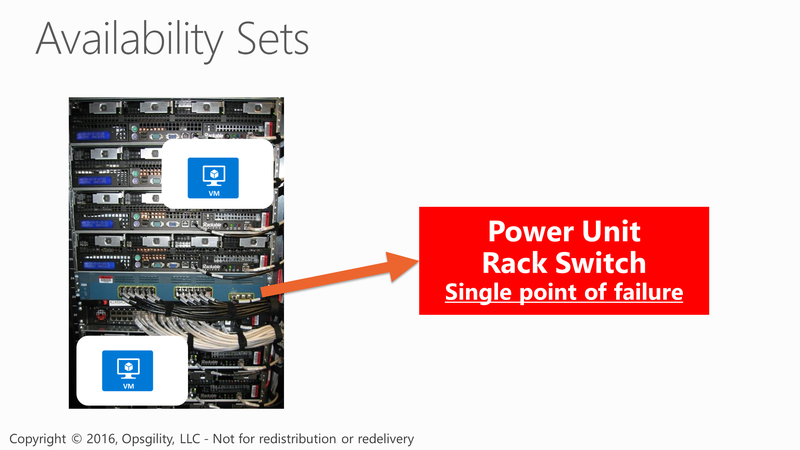 Availability Sets
VM
Power Unit
Rack Switch
Single point of failure
VM
Copyright © 2016, Opsgility, LLC - Not for redistribution or redelivery